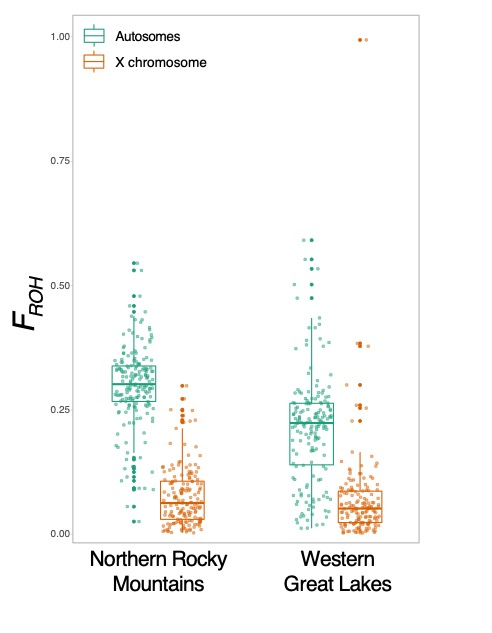 1.00
Autosomes
X chromosome
0.75
0.50
F_ROH
0.25
0.00
Northern Rocky
Mountains
Western
Great Lakes